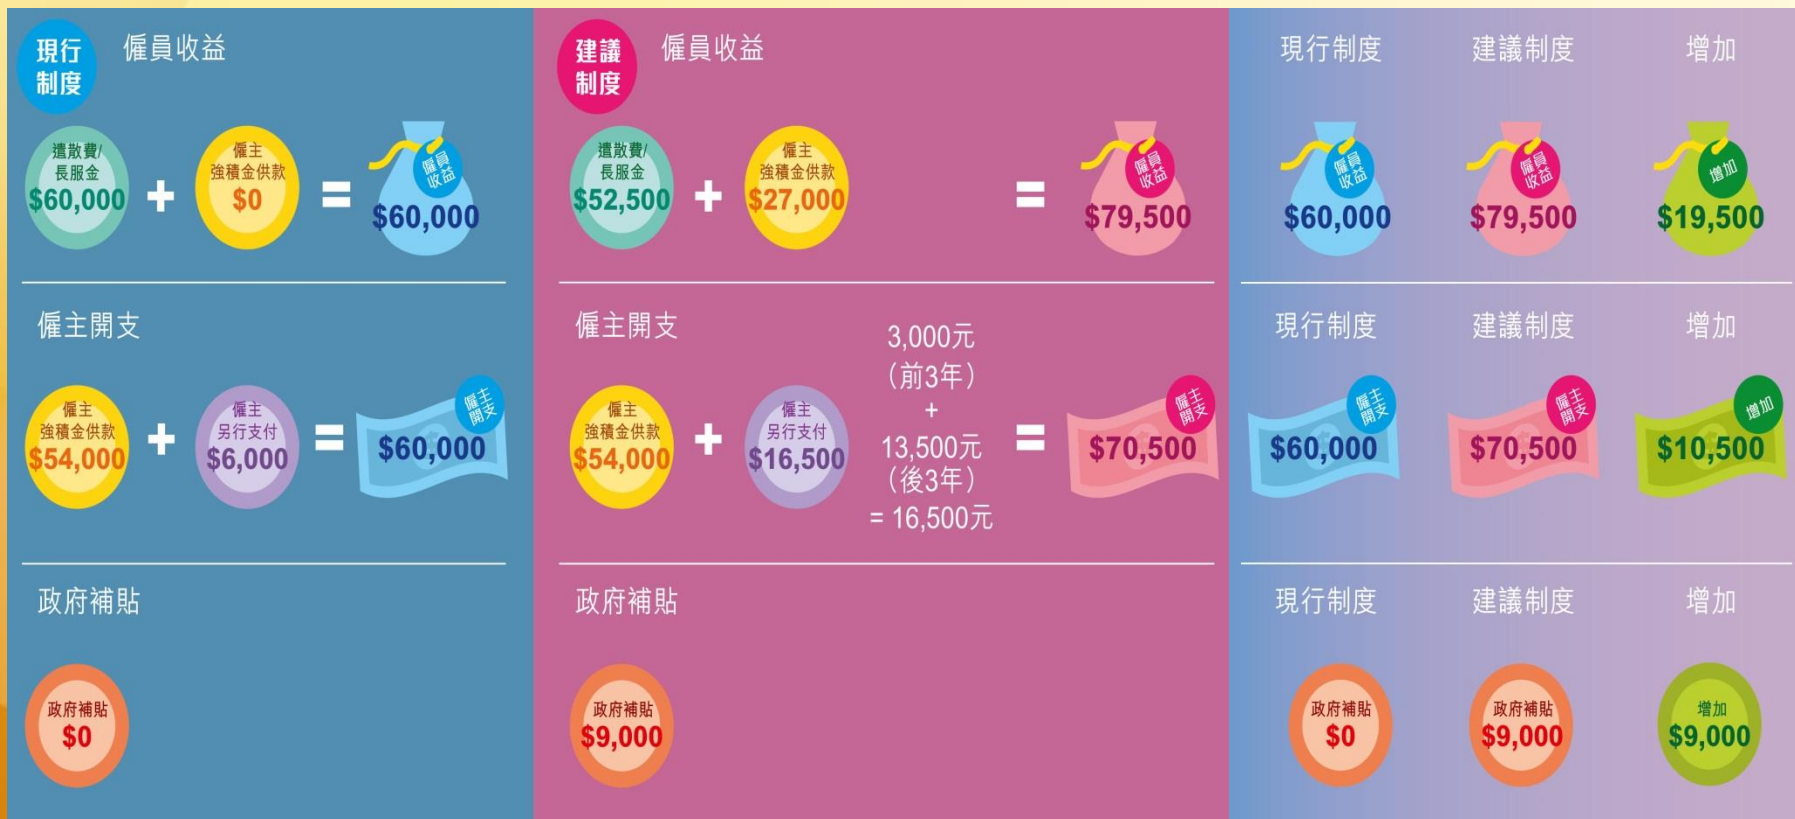 現行
制度
僱員收益
遣散費/
長服金
$60,000
+
僱主
強積金供款
$0
=
僱員
收益
$60,000
僱主開支
僱主
強積金供款
$54,000
+
僱主
另行支付
$6,000
=
僱主
開支
$60,000
政府補貼
政府補貼
$0
建議
制度
僱員收益
遣散費/
長服金
$52,500
+
僱主
強積金供款
$27,000
=
僱員
收益
$79,500
僱主開支
僱主
強積金供款
$54,000
+
僱主
另行支付
$16,500
3,000元
(前3年)
+
13,500元
(後3年)
= 16,500元
=
僱主
開支
$70,500
政府補貼
政府補貼
$9,000
現行制度 建議制度 增加
僱員
收益
$60,000
僱員
收益
$79,500
增加
$19,500
現行制度 建議制度 增加
僱主
開支
$60,000
僱主
開支
$70,500
增加
$10,500
現行制度 建議制度 增加
政府補貼
$0
政府補貼
$9,000
增加
$9,000